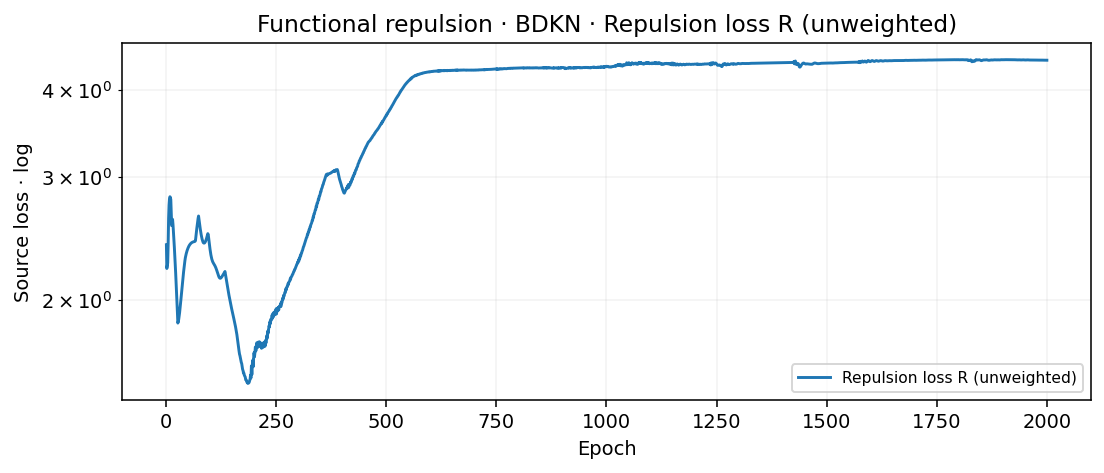 Functional repulsion · BDKN · Repulsion loss R (unweighted)
Source loss · log
4 × 10⁰
3 × 10⁰
2 × 10⁰
Repulsion loss R (unweighted)
0 250 500 750 1000 1250 1500 1750 2000
Epoch